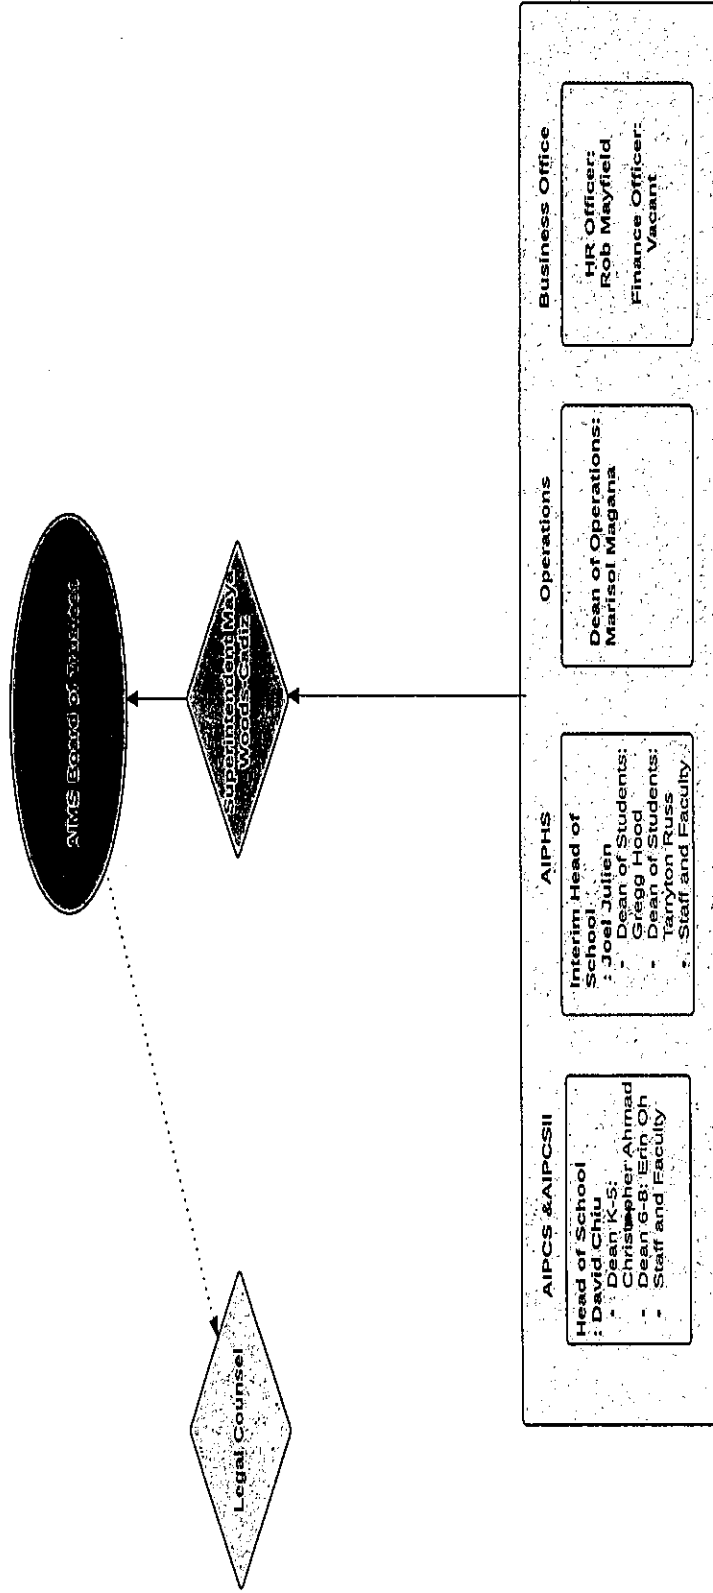 AIMS Board of
Superintendent Maya
Woods-Cadiz
Legal Counsel
AIPCS &AIPCSII
Head of School
: David Chiu
- Dean K-5:
Christopher Ahmad
- Dean 6-8: Erin Oh
- Staff and Faculty
AIPHS
Interim Head of
School
: Joel Julien
- Dean of Students:
Gregg Hood
- Dean of Students:
Tarryton Russ
- Staff and Faculty
Operations
Dean of Operations:
Marisol Magana
Business Office
HR Officer:
Rob Mayfield
Finance Officer:
Vacant